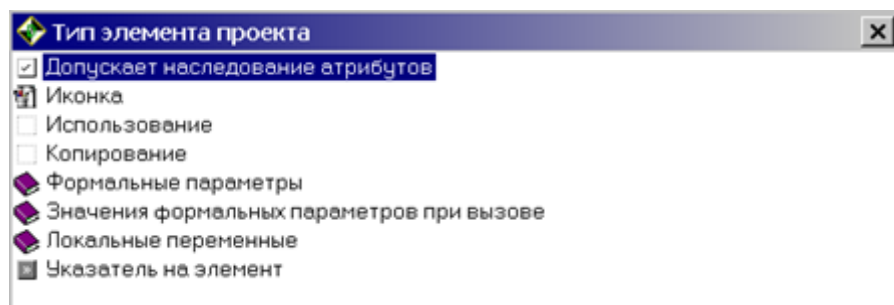 Тип элемента проекта
Допускает наследование атрибутов
Иконка
Использование
Копирование
Формальные параметры
Значения формальных параметров при вызове
Локальные переменные
Указатель на элемент